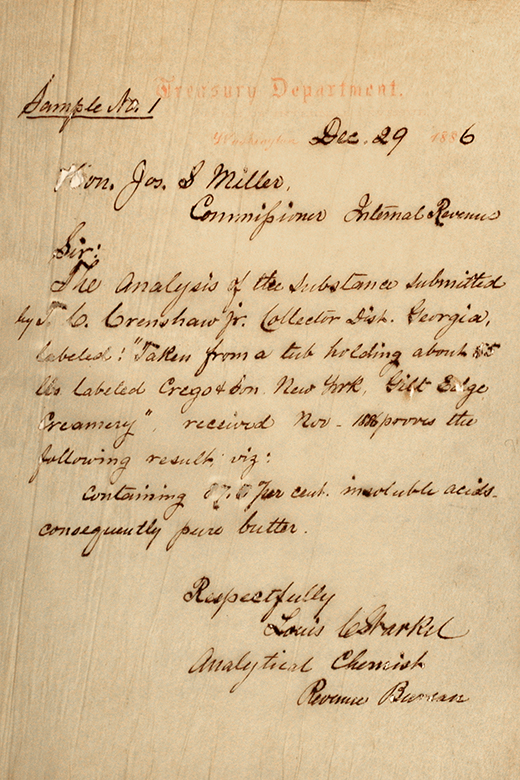 Treasury Department.
Sample No. 1
Washington Dec. 29 1886
Hon. Jos. S Miller,
Commissioner Internal Revenue
Sir:
The Analysis of the substance submitted
by T. C. Crenshaw Jr. Collector Dist. Georgia,
labeled: "Taken from a tub holding about
lbs labeled Crego & Son New York, Gilt Edge
Creamery", received Nov - 1886 proves the
following result, viz:
Containing per cent. insoluble acids-
consequently pure butter.
Respectfully
Louis
Analytical Chemist
Revenue Bureau